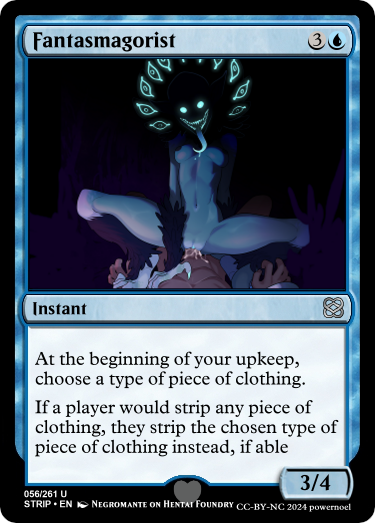 Fantasmagorist 3
Instant
At the beginning of your upkeep,
choose a type of piece of clothing.
If a player would strip any piece of
clothing, they strip the chosen type of
piece of clothing instead, if able
3/4
056/261 U
STRIP • EN Negromante on Hentai Foundry CC-BY-NC 2024 powernoel